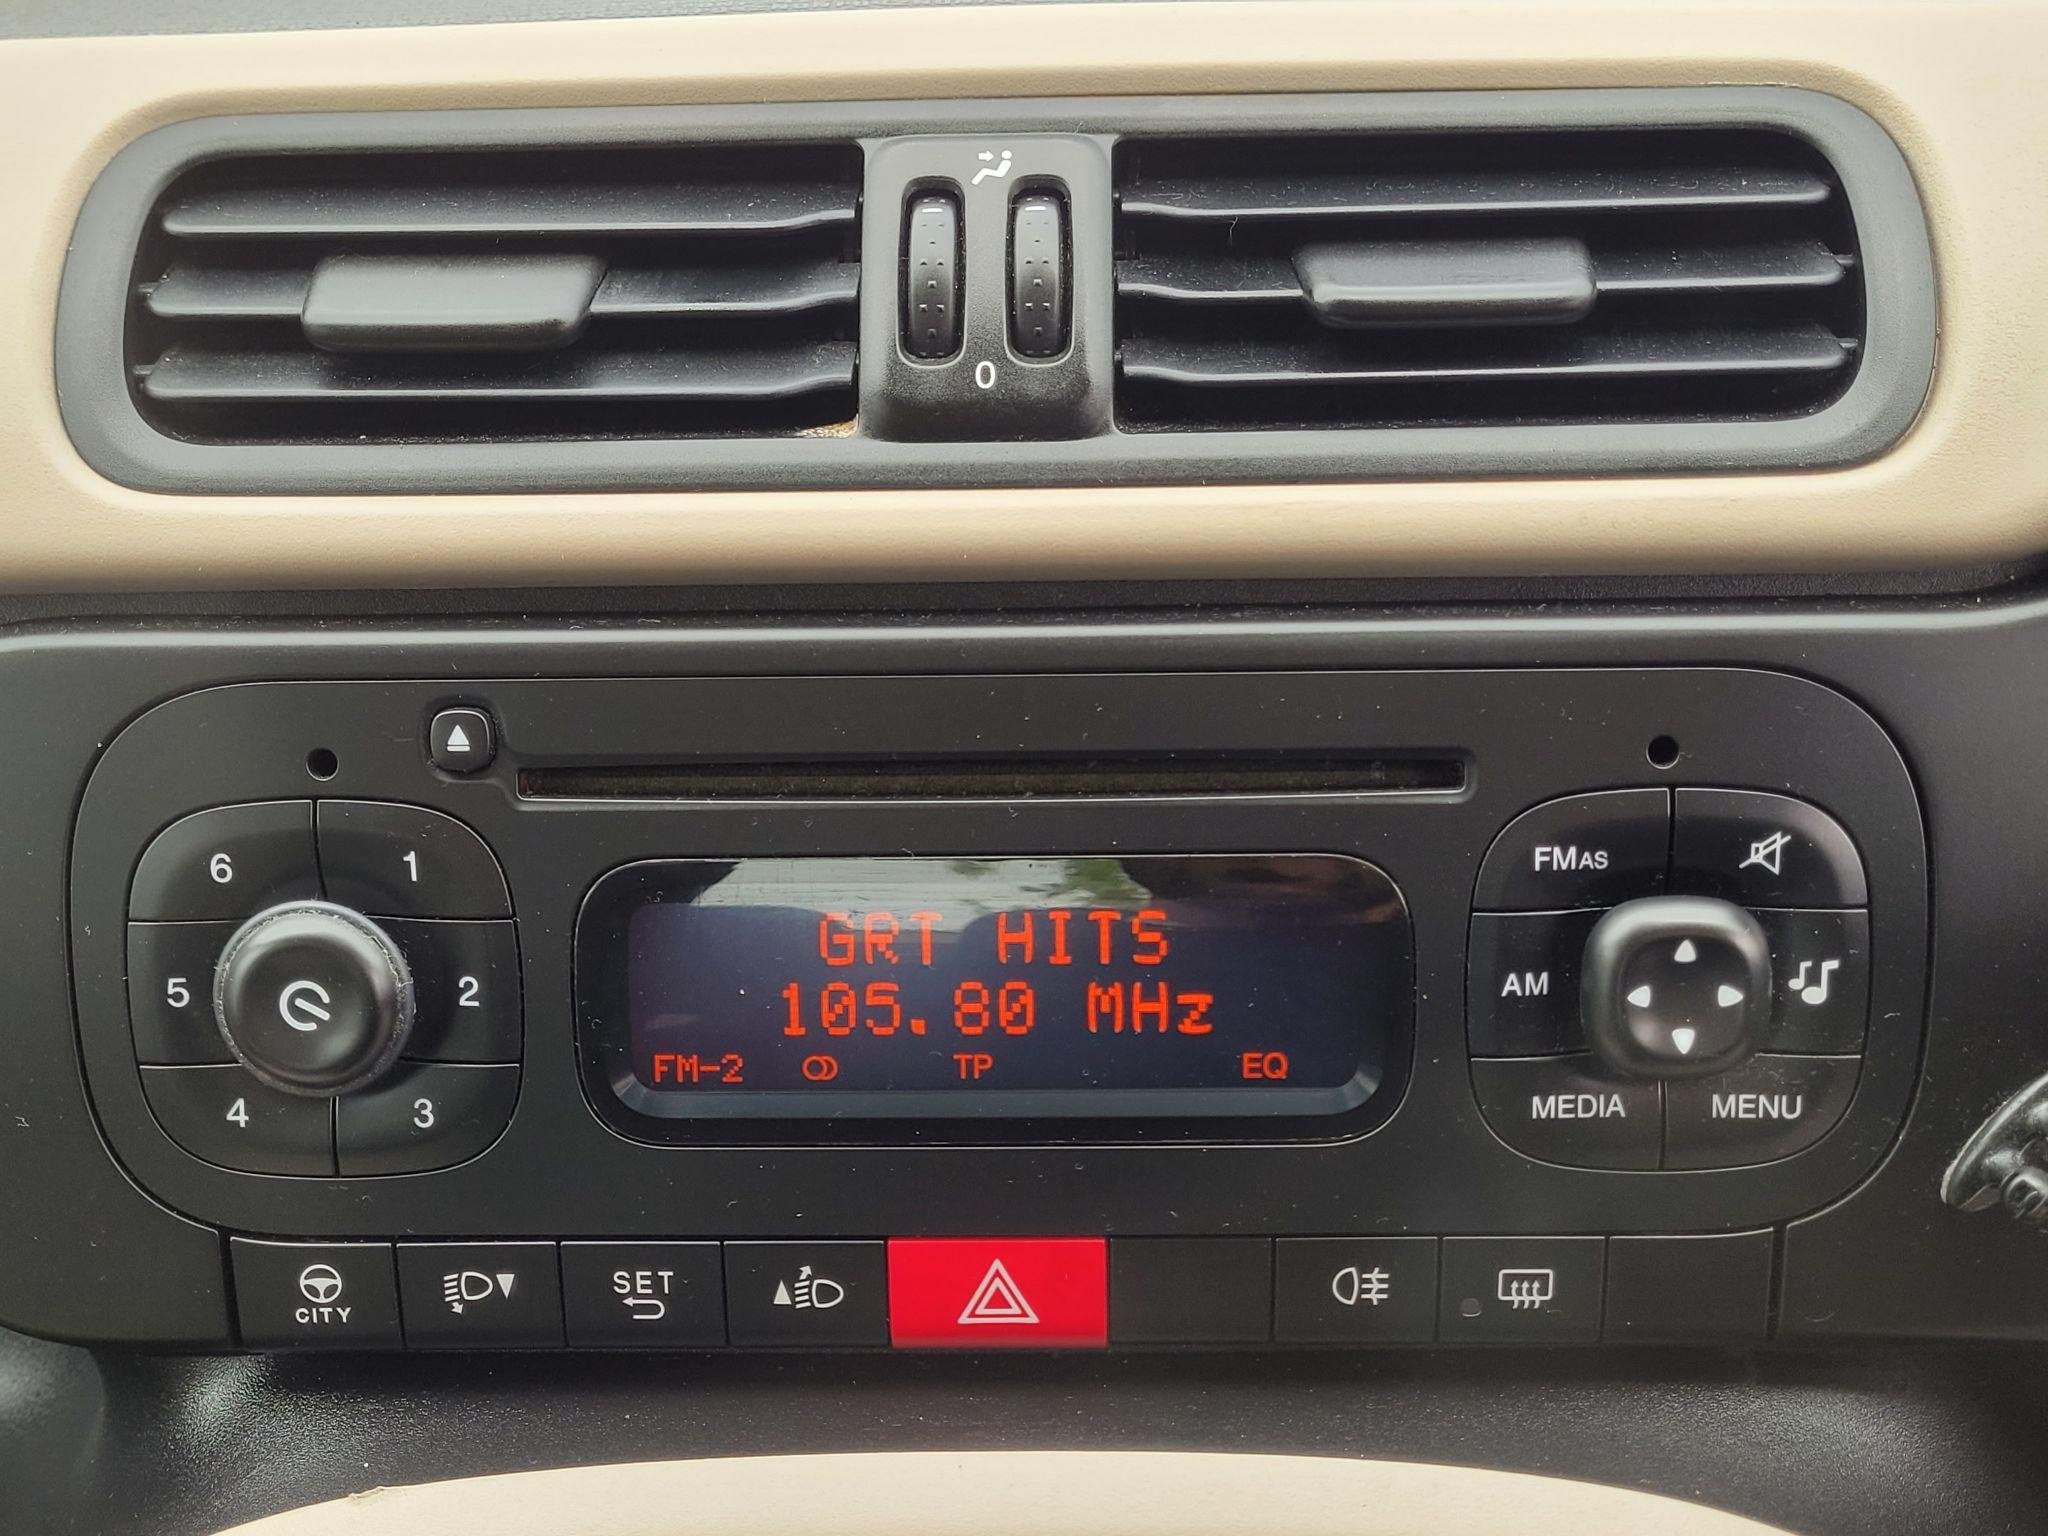 0
6 1
5 2
4 3
GRT HITS
105.80 MHz
FM-2 TP EQ
FMAS
AM
MEDIA MENU
CITY
SET